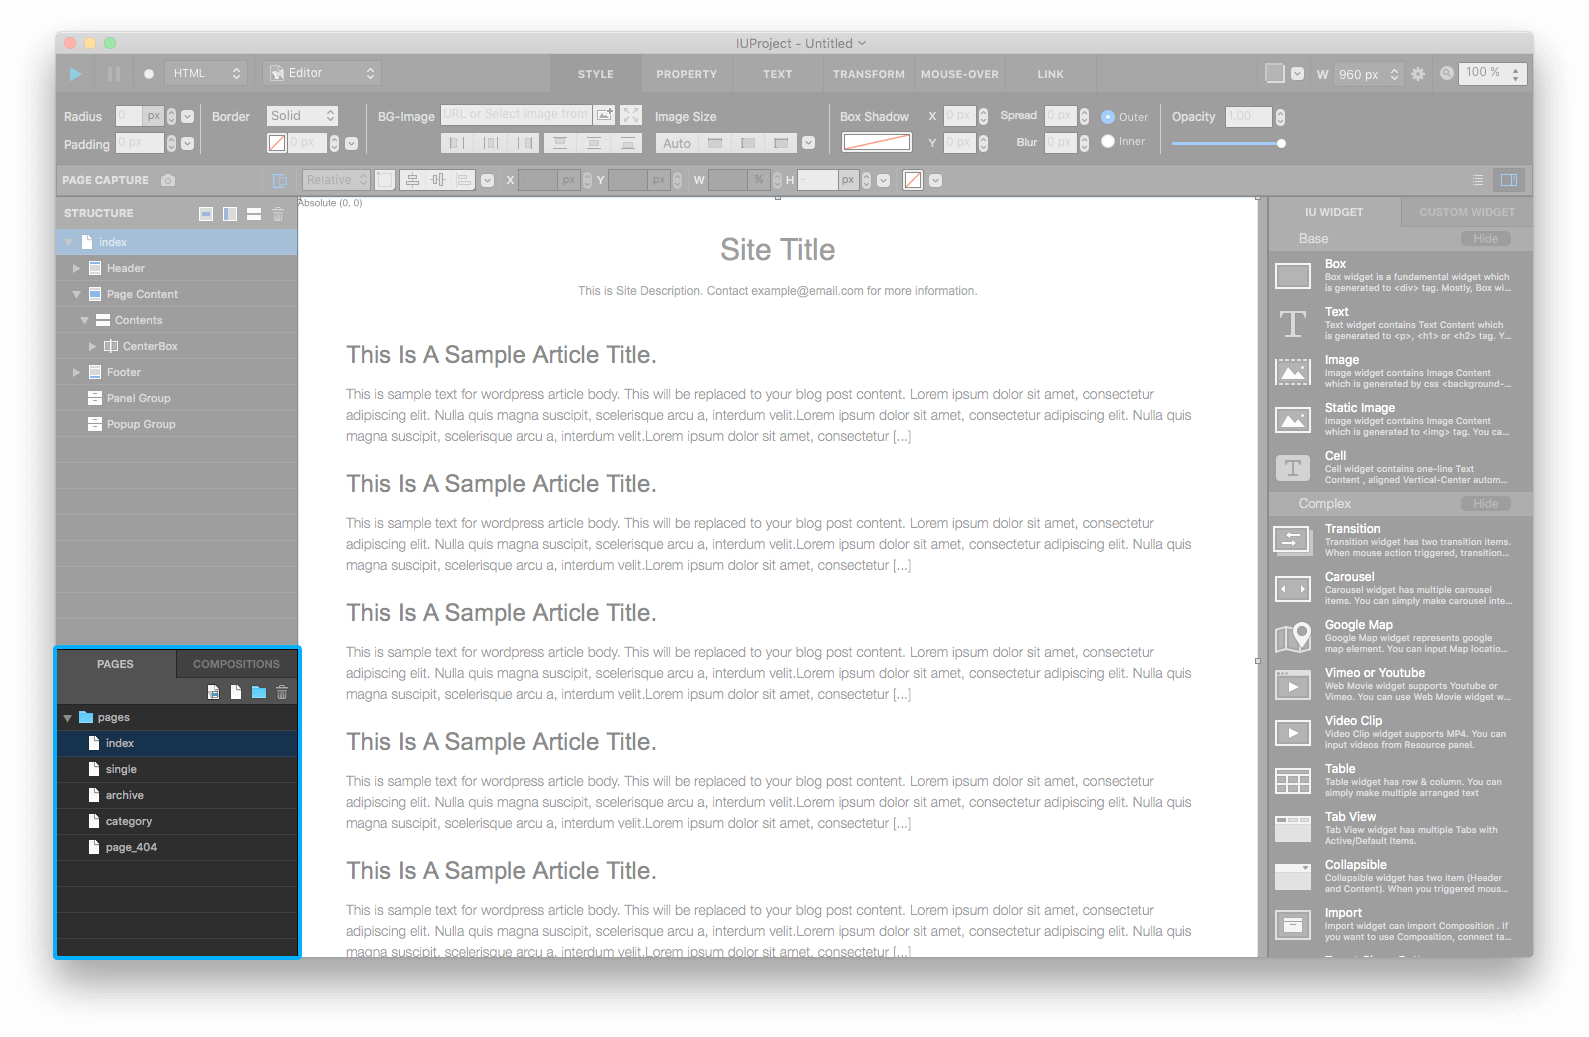 IUProject - Untitled
HTML
Editor
STYLE
PROPERTY
TEXT
TRANSFORM
MOUSE-OVER
LINK
W
960 px
100 %
Radius
0
px
Border
Solid
BG-Image
URL or Select image from
Image Size
Box Shadow
X
0 px
Spread
0 px
Outer
Opacity
1.00
Padding
0 px
0 px
Auto
Y
0 px
Blur
0 px
Inner
PAGE CAPTURE
Relative
X
px
Y
px
W
%
H
px
STRUCTURE
index
Header
Page Content
Contents
CenterBox
Footer
Panel Group
Popup Group
PAGES
COMPOSITIONS
pages
index
single
archive
category
page_404
Absolute (0, 0)
Site Title
This is Site Description. Contact example@email.com for more information.
This Is A Sample Article Title.
This is sample text for wordpress article body. This will be replaced to your blog post content. Lorem ipsum dolor sit amet, consectetur
adipiscing elit. Nulla quis magna suscipit, scelerisque arcu a, interdum velit.Lorem ipsum dolor sit amet, consectetur adipiscing elit. Nulla quis
magna suscipit, scelerisque arcu a, interdum velit.Lorem ipsum dolor sit amet, consectetur [...]
This Is A Sample Article Title.
This is sample text for wordpress article body. This will be replaced to your blog post content. Lorem ipsum dolor sit amet, consectetur
adipiscing elit. Nulla quis magna suscipit, scelerisque arcu a, interdum velit.Lorem ipsum dolor sit amet, consectetur adipiscing elit. Nulla quis
magna suscipit, scelerisque arcu a, interdum velit.Lorem ipsum dolor sit amet, consectetur [...]
This Is A Sample Article Title.
This is sample text for wordpress article body. This will be replaced to your blog post content. Lorem ipsum dolor sit amet, consectetur
adipiscing elit. Nulla quis magna suscipit, scelerisque arcu a, interdum velit.Lorem ipsum dolor sit amet, consectetur adipiscing elit. Nulla quis
magna suscipit, scelerisque arcu a, interdum velit.Lorem ipsum dolor sit amet, consectetur [...]
This Is A Sample Article Title.
This is sample text for wordpress article body. This will be replaced to your blog post content. Lorem ipsum dolor sit amet, consectetur
adipiscing elit. Nulla quis magna suscipit, scelerisque arcu a, interdum velit.Lorem ipsum dolor sit amet, consectetur adipiscing elit. Nulla quis
magna suscipit, scelerisque arcu a, interdum velit.Lorem ipsum dolor sit amet, consectetur [...]
This Is A Sample Article Title.
This is sample text for wordpress article body. This will be replaced to your blog post content. Lorem ipsum dolor sit amet, consectetur
adipiscing elit. Nulla quis magna suscipit, scelerisque arcu a, interdum velit.Lorem ipsum dolor sit amet, consectetur adipiscing elit. Nulla quis
magna suscipit, scelerisque arcu a, interdum velit.Lorem ipsum dolor sit amet, consectetur [...]
IU WIDGET
CUSTOM WIDGET
Base
Hide
Box
Box widget is a fundamental widget which
is generated to <div> tag. Mostly, Box wi...
Text
Text widget contains Text Content which
is generated to <p>, <h1> or <h2> tag. Y...
Image
Image widget contains Image Content
which is generated by css <background-...
Static Image
Image widget contains Image Content
which is generated to <img> tag. You ca...
Cell
Cell widget contains one-line Text
Content , aligned Vertical-Center autom...
Complex
Hide
Transition
Transition widget has two transition items.
When mouse action triggered, transition...
Carousel
Carousel widget has multiple carousel
items. You can simply make carousel inte...
Google Map
Google Map widget represents google
map element. You can input Map locatio...
Vimeo or Youtube
Web Movie widget supports Youtube or
Vimeo. You can use Web Movie widget w...
Video Clip
Video Clip widget supports MP4. You can
input videos from Resource panel.
Table
Table widget has row & column. You can
simply make multiple arranged text
Tab View
Tab View widget has multiple Tabs with
Active/Default Items.
Collapsible
Collapsible widget has two item (Header
and Content). When you triggered mous...
Import
Import widget can import Composition . If
you want to use Composition, connect ta...